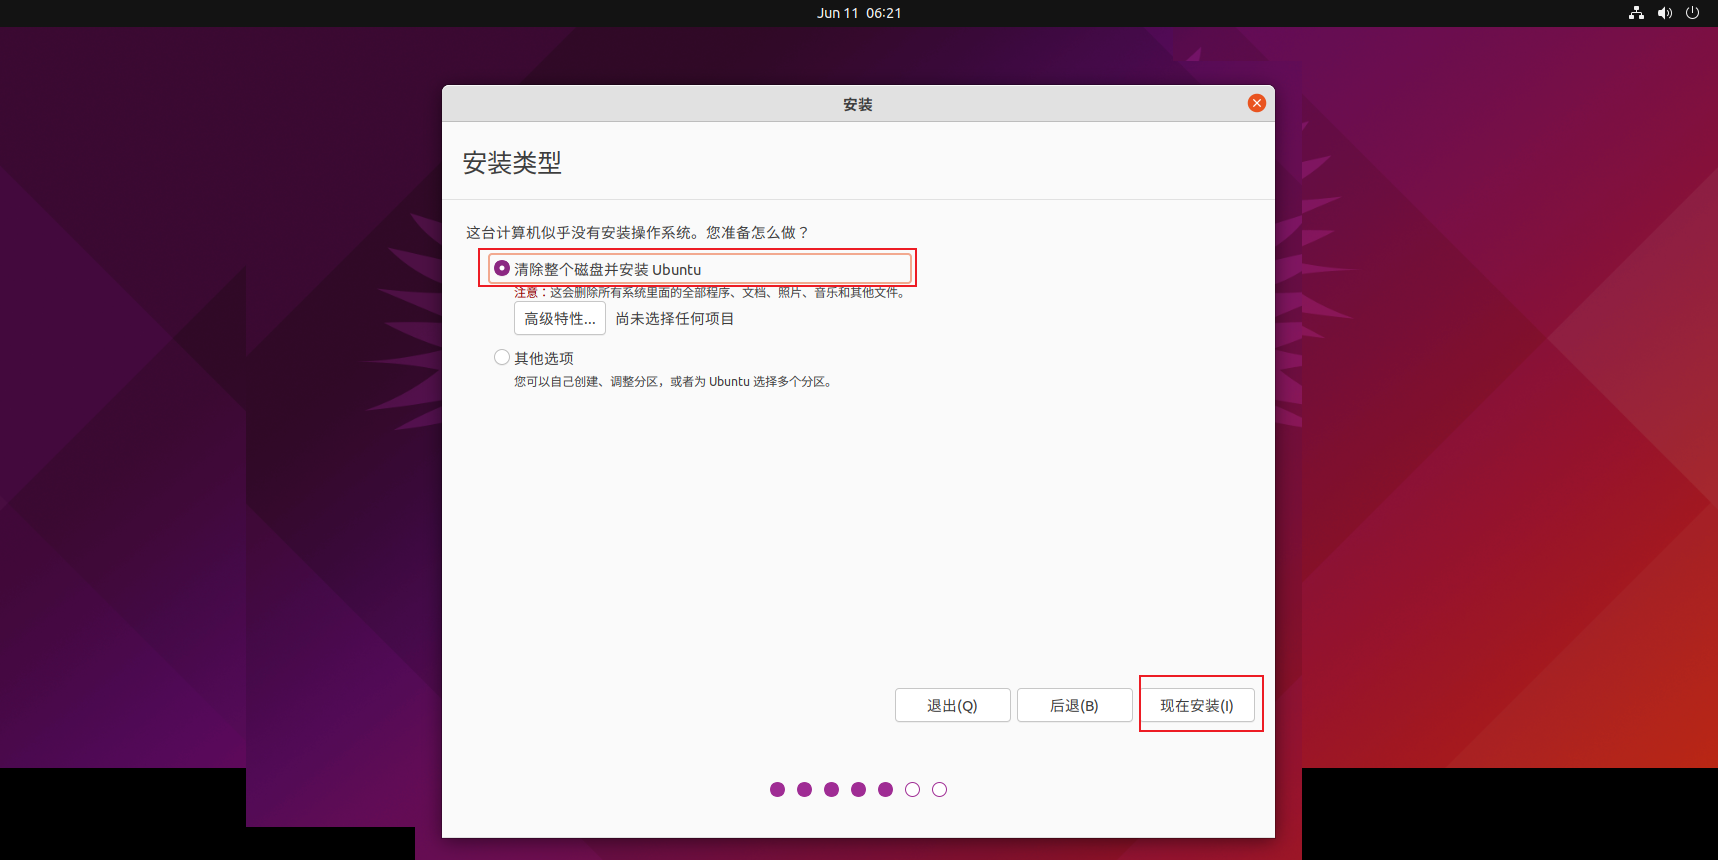 Jun 11 06:21
安装
安装类型
这台计算机似乎没有安装操作系统。您准备怎么做？
清除整个磁盘并安装 Ubuntu
注意：这会删除所有系统里面的全部程序、文档、照片、音乐和其他文件。
高级特性... 尚未选择任何项目
其他选项
您可以自己创建、调整分区，或者为 Ubuntu 选择多个分区。
退出(Q) 后退(B) 现在安装(I)